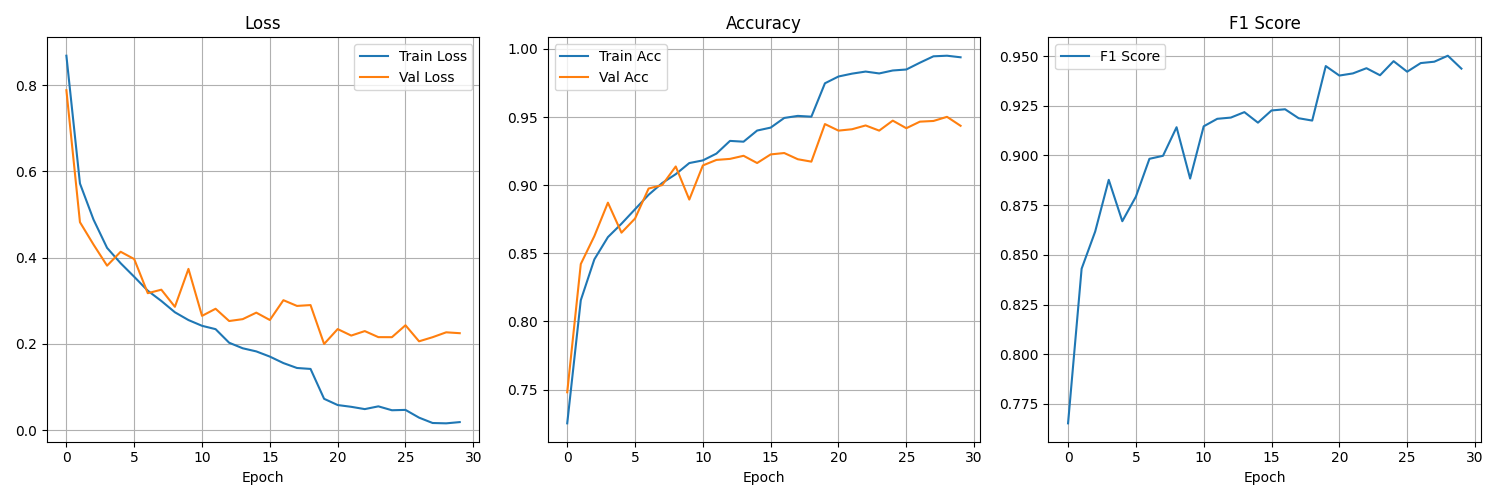 Loss
Train Loss
Val Loss
0.8
0.6
0.4
0.2
0.0
0 5 10 15 20 25 30
Epoch
Accuracy
Train Acc
Val Acc
1.00
0.95
0.90
0.85
0.80
0.75
0 5 10 15 20 25 30
Epoch
F1 Score
F1 Score
0.950
0.925
0.900
0.875
0.850
0.825
0.800
0.775
0 5 10 15 20 25 30
Epoch